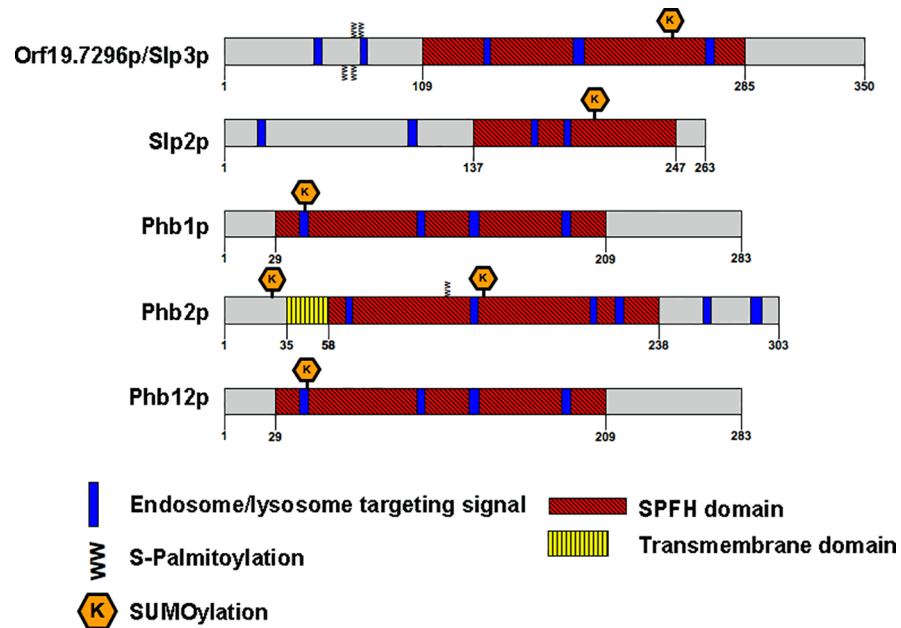 K
Orf19.7296p/Slp3p
1 109 285 350
K
Slp2p
1 137 247 263
K
Phb1p
1 29 209 283
K K
Phb2p
1 35 58 238 303
K
Phb12p
1 29 209 283
Endosome/lysosome targeting signal
SPFH domain
S-Palmitoylation
Transmembrane domain
K SUMOylation